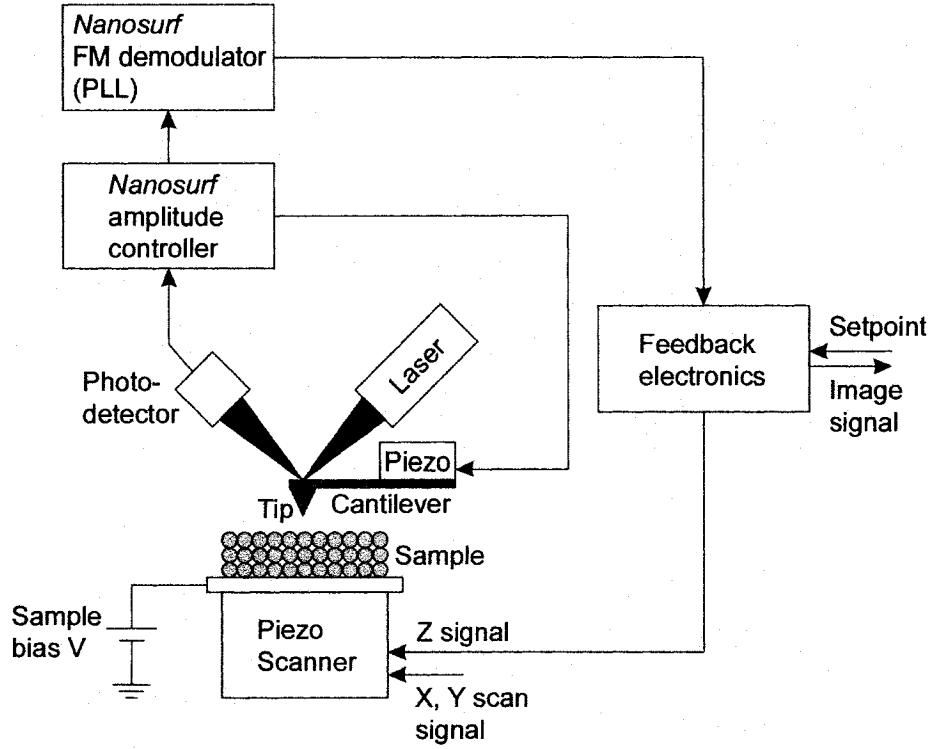 Nanosurf
FM demodulator
(PLL)
Nanosurf
amplitude
controller
Photo-
detector
Laser
Piezo
Tip
Cantilever
Feedback
electronics
Setpoint
Image
signal
Sample
Sample
bias V
Piezo
Scanner
Z signal
X, Y scan
signal